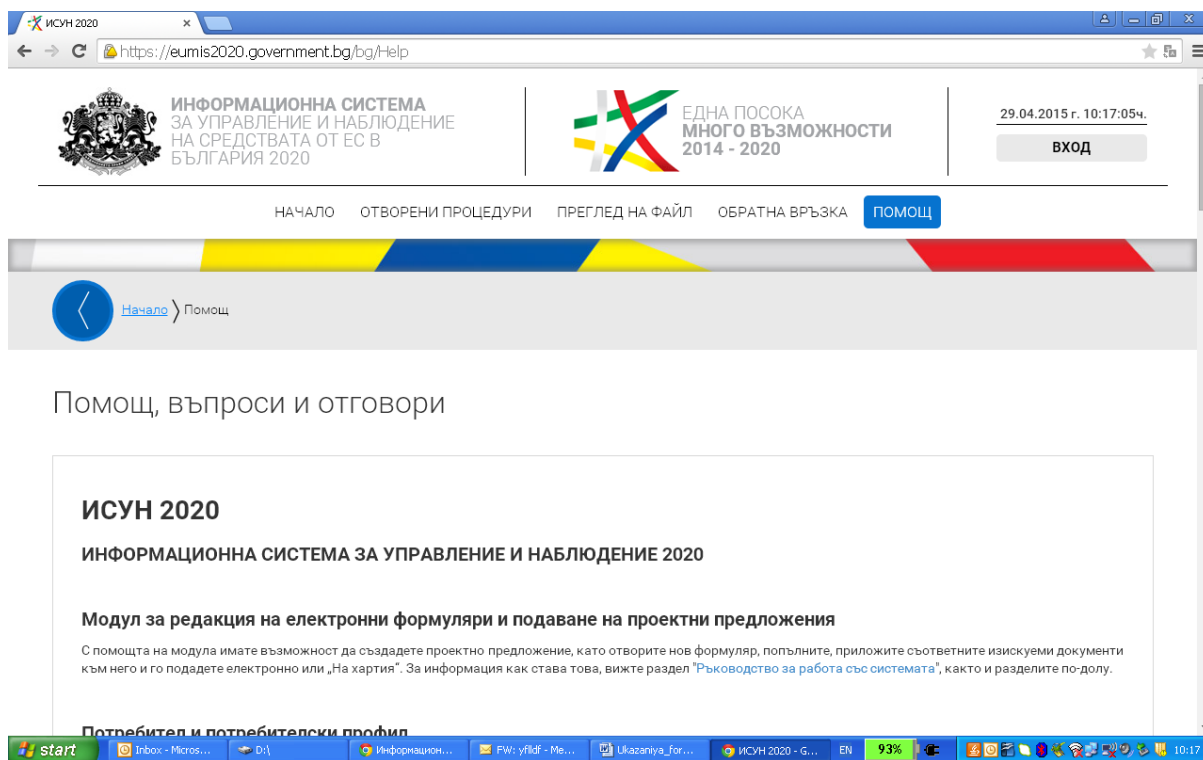 ИСУН 2020
https://eumis2020.government.bg/bg/Help
ИНФОРМАЦИОННА СИСТЕМА
ЗА УПРАВЛЕНИЕ И НАБЛЮДЕНИЕ
НА СРЕДСТВАТА ОТ ЕС В
БЪЛГАРИЯ 2020
ЕДНА ПОСОКА
МНОГО ВЪЗМОЖНОСТИ
2014 - 2020
29.04.2015 г. 10:17:05ч.
ВХОД
НАЧАЛО ОТВОРЕНИ ПРОЦЕДУРИ ПРЕГЛЕД НА ФАЙЛ ОБРАТНА ВРЪЗКА ПОМОЩ
Начало Помощ
Помощ, въпроси и отговори
ИСУН 2020
ИНФОРМАЦИОННА СИСТЕМА ЗА УПРАВЛЕНИЕ И НАБЛЮДЕНИЕ 2020
Модул за редакция на електронни формуляри и подаване на проектни предложения
С помощта на модула имате възможност да създадете проектно предложение, като отворите нов формуляр, попълните, приложите съответните изискуеми документи
към него и го подадете електронно или „На хартия“. За информация как става това, вижте раздел "Ръководство за работа със системата", както и разделите по-долу.
Потребител и потребителски профил
start Inbox - Micros... D:\ Информацион... FW: yfildf - Me... Ukazaniya_for... ИСУН 2020 - G... EN 93% 10:17